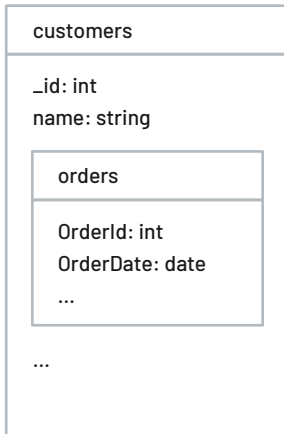 customers
_id: int
name: string
orders
OrderId: int
OrderDate: date
...
...